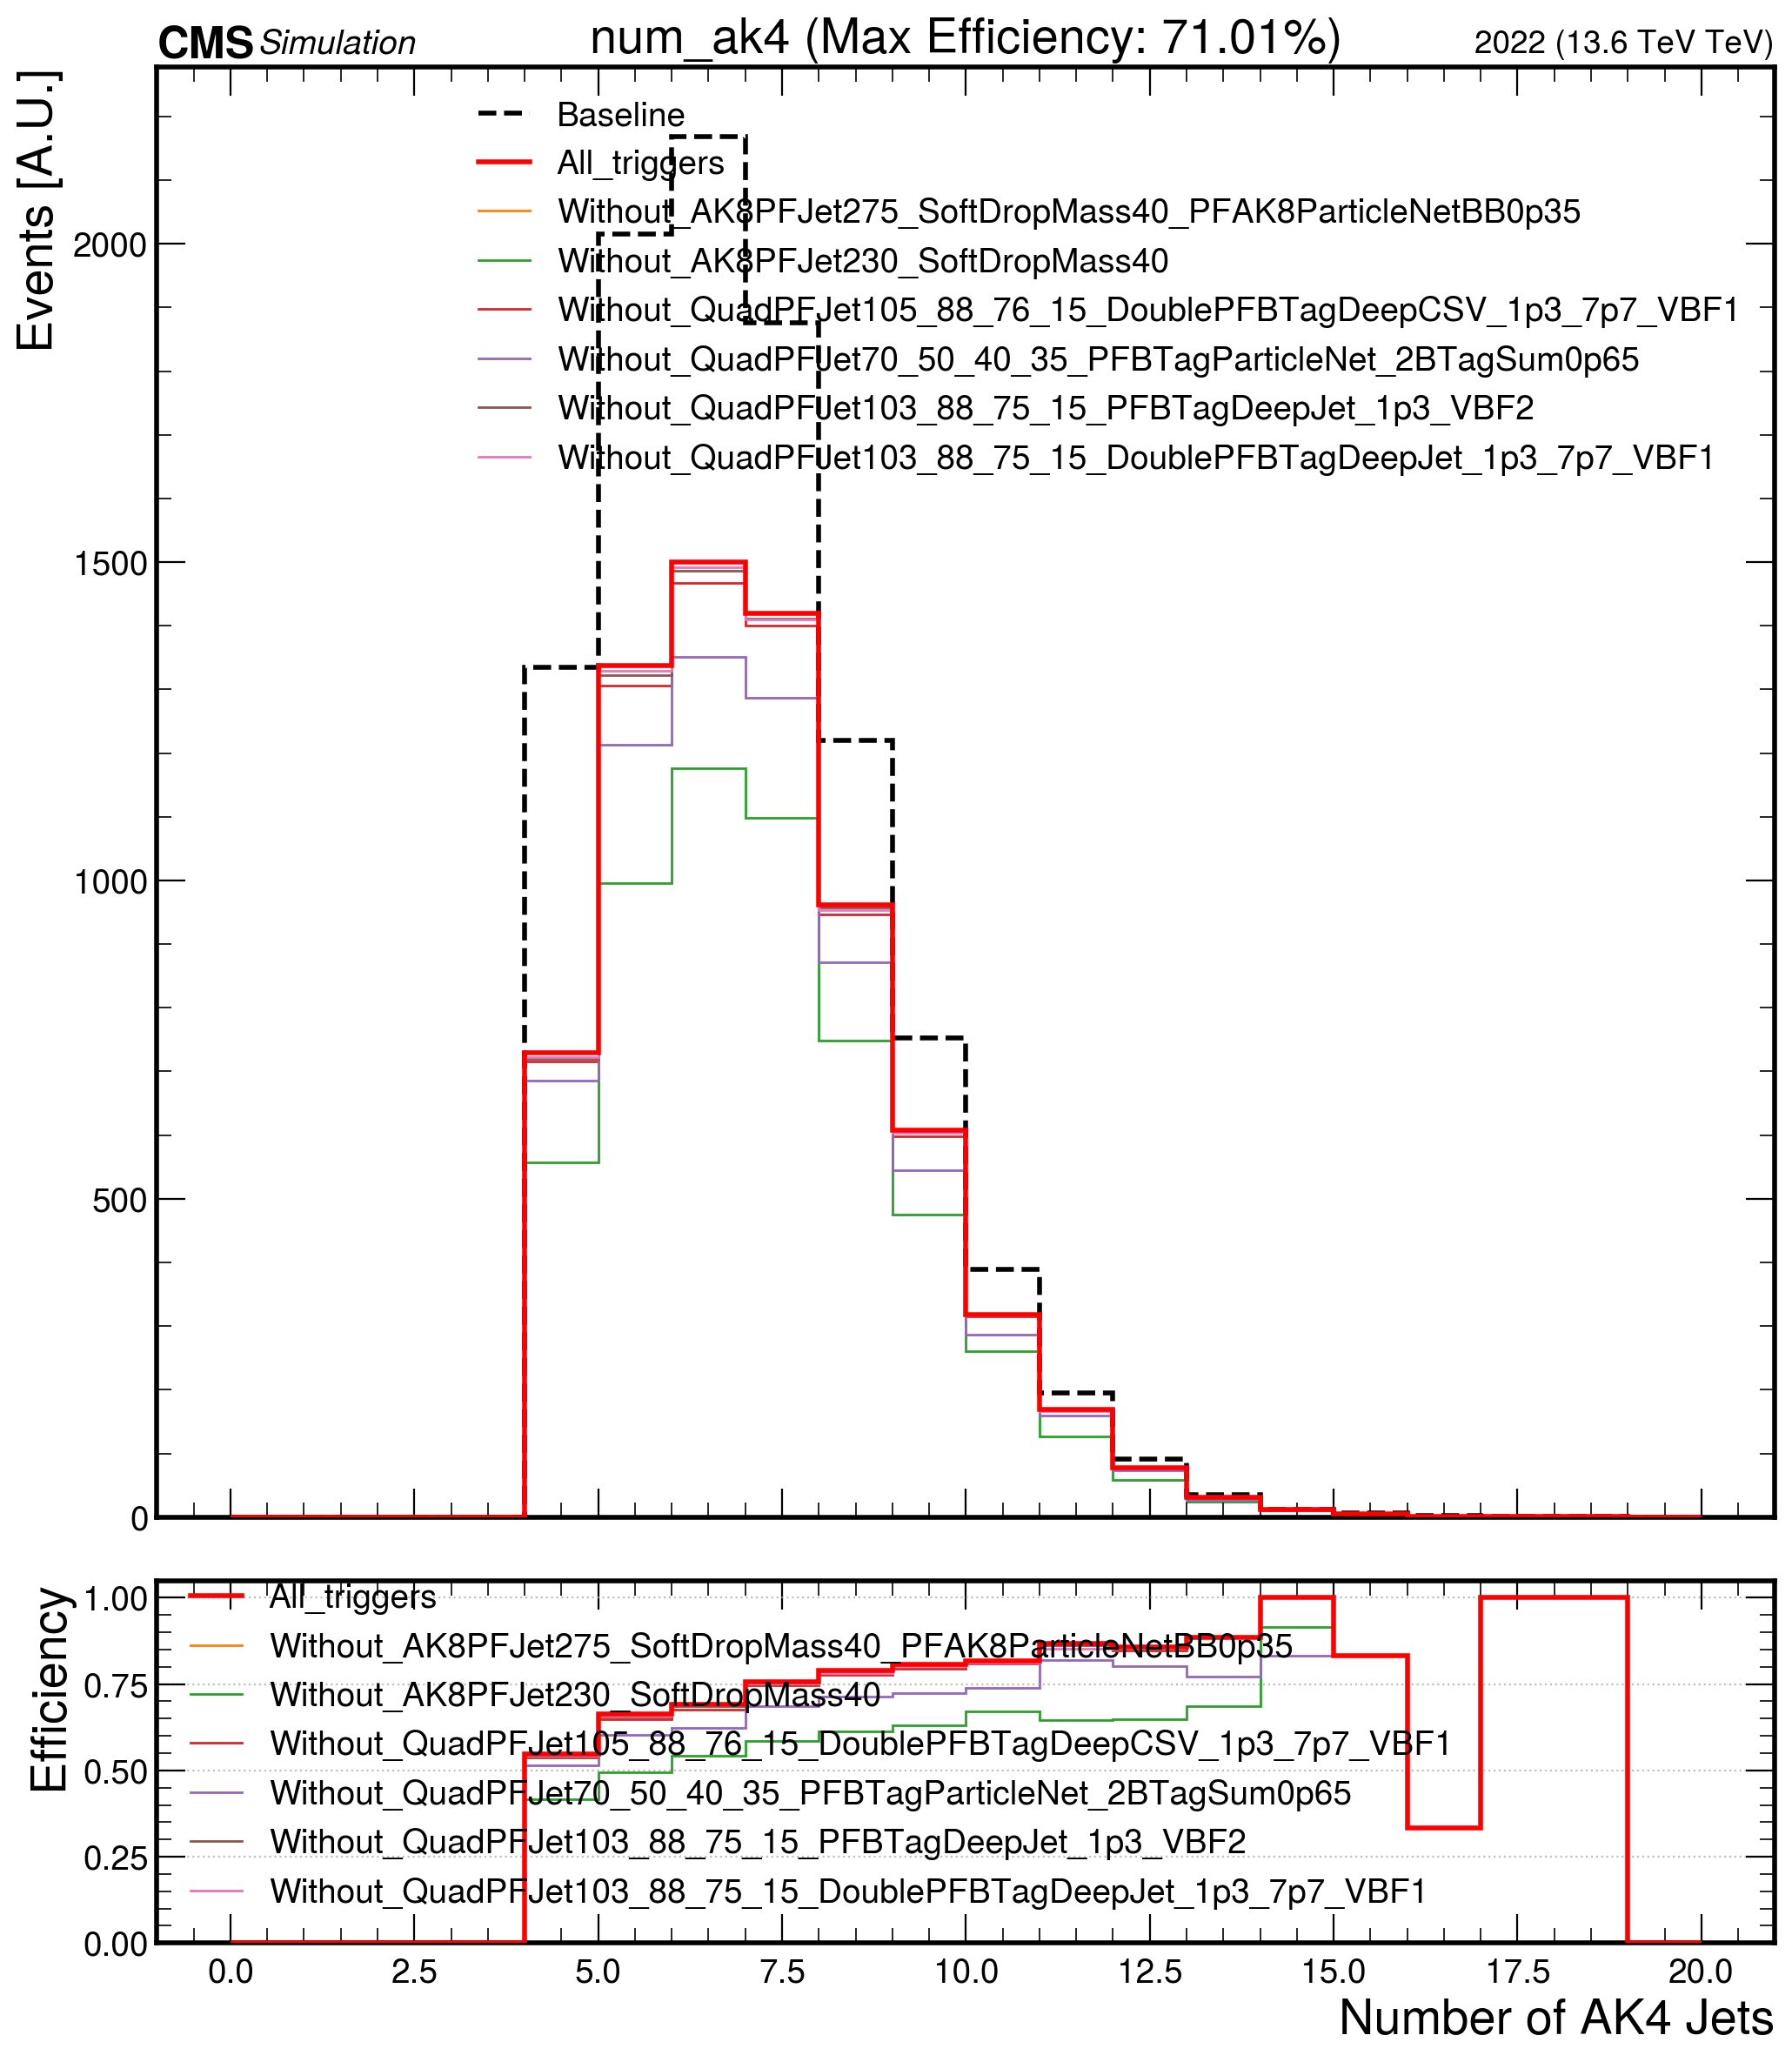 CMS Simulation num_ak4 (Max Efficiency: 71.01%) 2022 (13.6 TeV TeV)
Events [A.U.]
Baseline
All_triggers
Without_AK8PFJet275_SoftDropMass40_PFAK8ParticleNetBB0p35
Without_AK8PFJet230_SoftDropMass40
Without_QuadPFJet105_88_76_15_DoublePFBTagDeepCSV_1p3_7p7_VBF1
Without_QuadPFJet70_50_40_35_PFBTagParticleNet_2BTagSum0p65
Without_QuadPFJet103_88_75_15_PFBTagDeepJet_1p3_VBF2
Without_QuadPFJet103_88_75_15_DoublePFBTagDeepJet_1p3_7p7_VBF1
2000
1500
1000
500
0
Efficiency
1.00
0.75
0.50
0.25
0.00
All_triggers
Without_AK8PFJet275_SoftDropMass40_PFAK8ParticleNetBB0p35
Without_AK8PFJet230_SoftDropMass40
Without_QuadPFJet105_88_76_15_DoublePFBTagDeepCSV_1p3_7p7_VBF1
Without_QuadPFJet70_50_40_35_PFBTagParticleNet_2BTagSum0p65
Without_QuadPFJet103_88_75_15_PFBTagDeepJet_1p3_VBF2
Without_QuadPFJet103_88_75_15_DoublePFBTagDeepJet_1p3_7p7_VBF1
0.0 2.5 5.0 7.5 10.0 12.5 15.0 17.5 20.0
Number of AK4 Jets